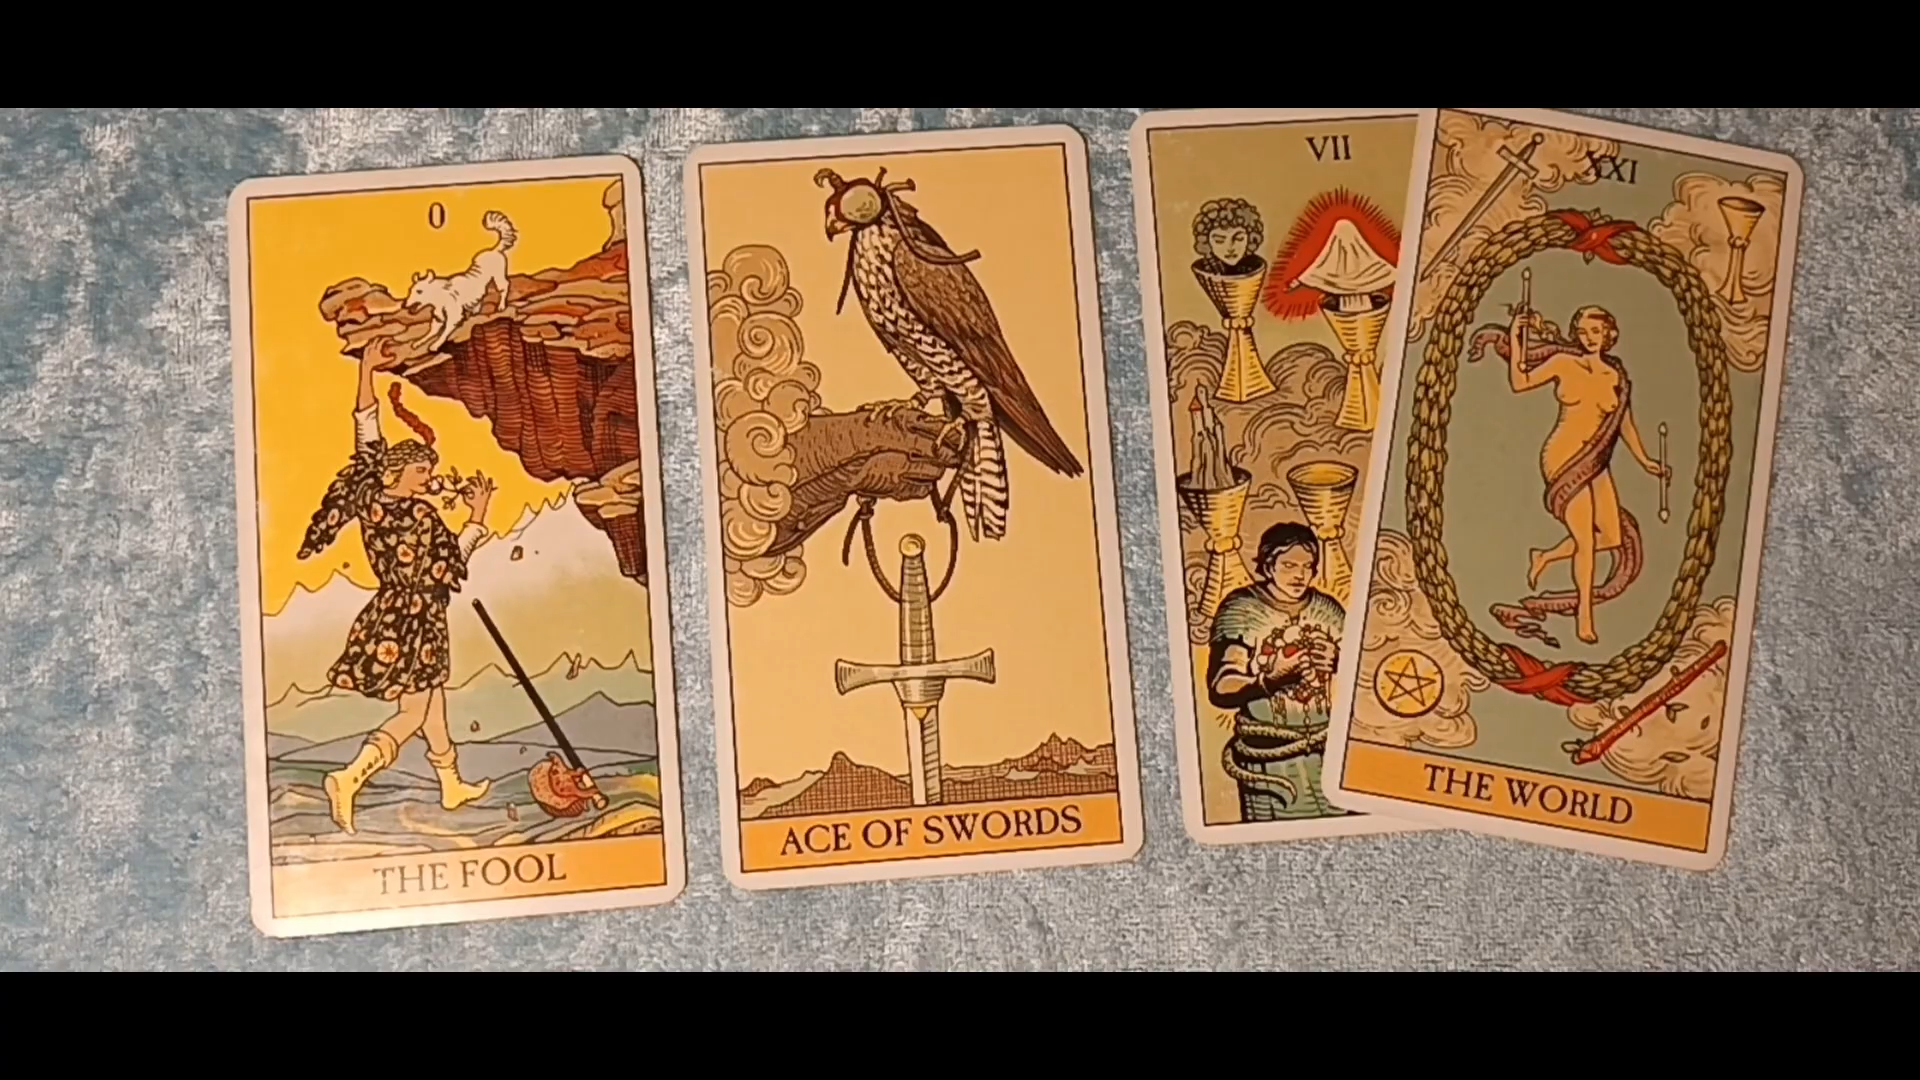 0
THE FOOL
ACE OF SWORDS
VII
XXI
THE WORLD